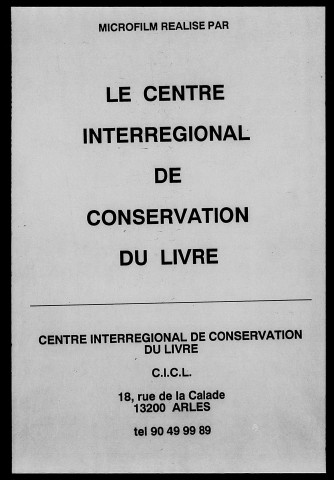 MICROFILM REALISE PAR
LE CENTRE
INTERREGIONAL
DE
CONSERVATION
DU LIVRE
CENTRE INTERREGIONAL DE CONSERVATION
DU LIVRE
C.I.C.L.
18, rue de la Calade
13200 ARLES
tel 90 49 99 89